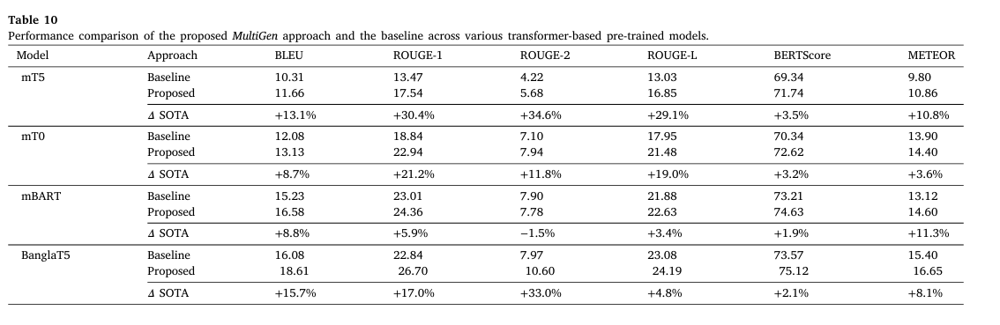 Table 10
Performance comparison of the proposed MultiGen approach and the baseline across various transformer-based pre-trained models.
Model Approach BLEU ROUGE-1 ROUGE-2 ROUGE-L BERTScore METEOR
mT5 Baseline 10.31 13.47 4.22 13.03 69.34 9.80
Proposed 11.66 17.54 5.68 16.85 71.74 10.86
Δ SOTA +13.1% +30.4% +34.6% +29.1% +3.5% +10.8%
mT0 Baseline 12.08 18.84 7.10 17.95 70.34 13.90
Proposed 13.13 22.94 7.94 21.48 72.62 14.40
Δ SOTA +8.7% +21.2% +11.8% +19.0% +3.2% +3.6%
mBART Baseline 15.23 23.01 7.90 21.88 73.21 13.12
Proposed 16.58 24.36 7.78 22.63 74.63 14.60
Δ SOTA +8.8% +5.9% −1.5% +3.4% +1.9% +11.3%
BanglaT5 Baseline 16.08 22.84 7.97 23.08 73.57 15.40
Proposed 18.61 26.70 10.60 24.19 75.12 16.65
Δ SOTA +15.7% +17.0% +33.0% +4.8% +2.1% +8.1%